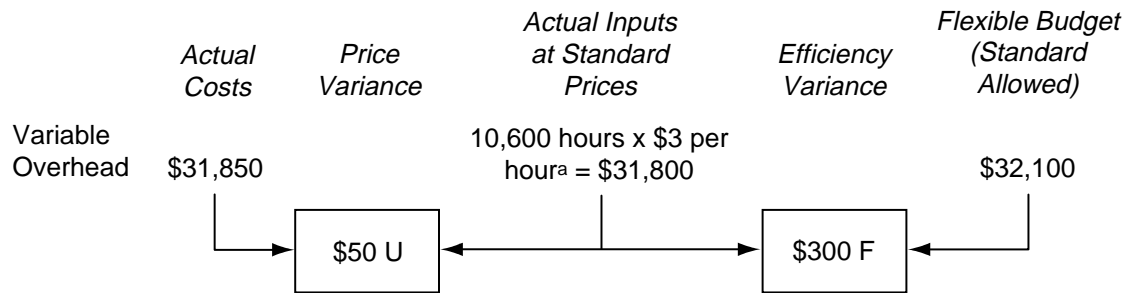 Actual
Costs
Price
Variance
Actual Inputs
at Standard
Prices
Efficiency
Variance
Flexible Budget
(Standard
Allowed)
Variable
Overhead
$31,850
10,600 hours x $3 per
hourᵃ = $31,800
$32,100
$50 U
$300 F